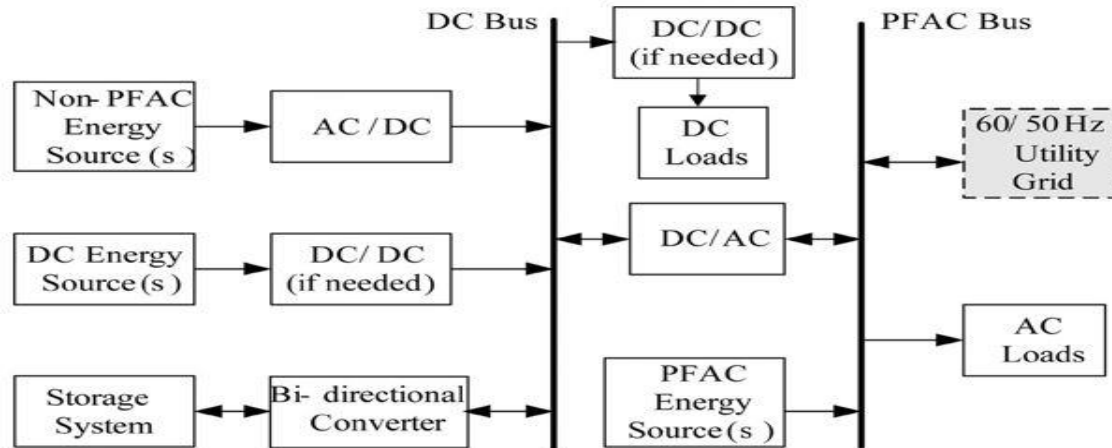 DC Bus
DC/DC
(if needed)
PFAC Bus
Non-PFAC
Energy
Source(s)
AC/DC
DC
Loads
60/50Hz
Utility
Grid
DC Energy
Source(s)
DC/DC
(if needed)
DC/AC
AC
Loads
Storage
System
Bi-directional
Converter
PFAC
Energy
Source(s)